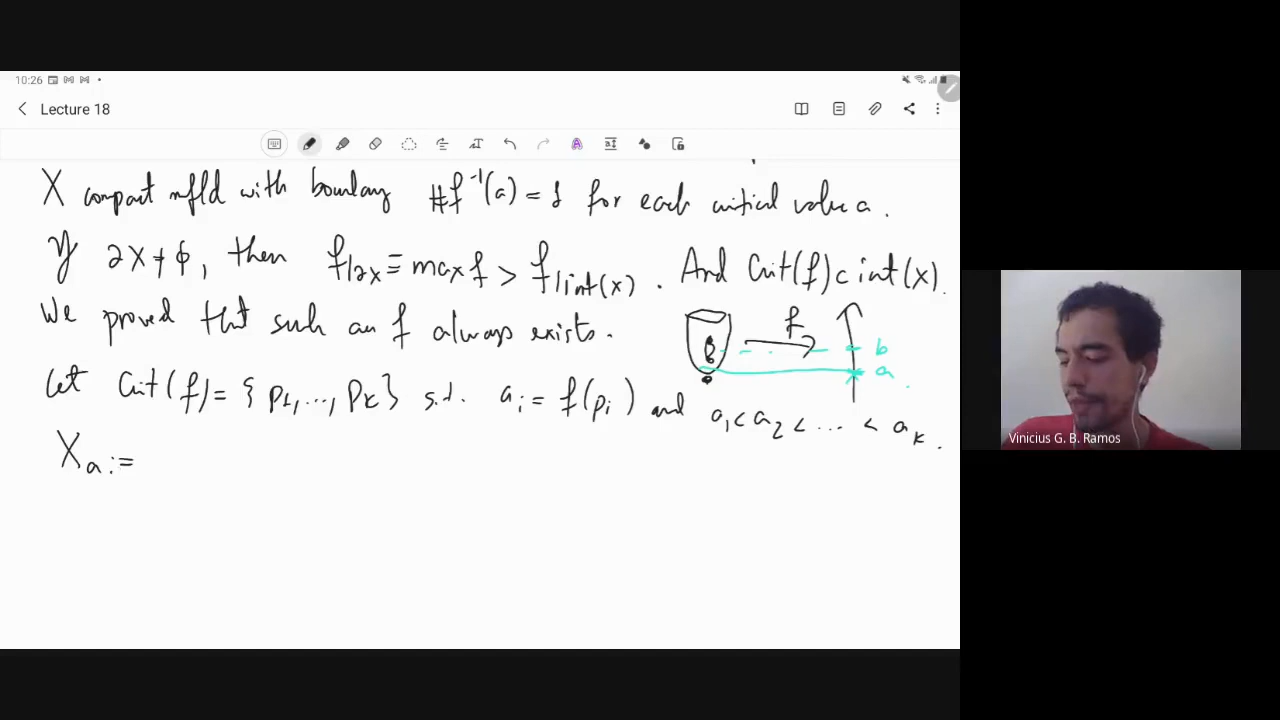 10:26
Lecture 18
X compact mfld with boundary #f⁻¹(a) = 1 for each critical value a.
If ∂X ≠ ∅, then f|∂X ≡ max f > f|int(X). And Crit(f) ⊂ int(X).
We proved that such an f always exists.
f
b
a
Let Crit(f) = {p₁, ..., pₖ} s.t. aᵢ = f(pᵢ) and a₁ < a₂ < ... < aₖ.
Xₐ :=
Vinicius G. B. Ramos